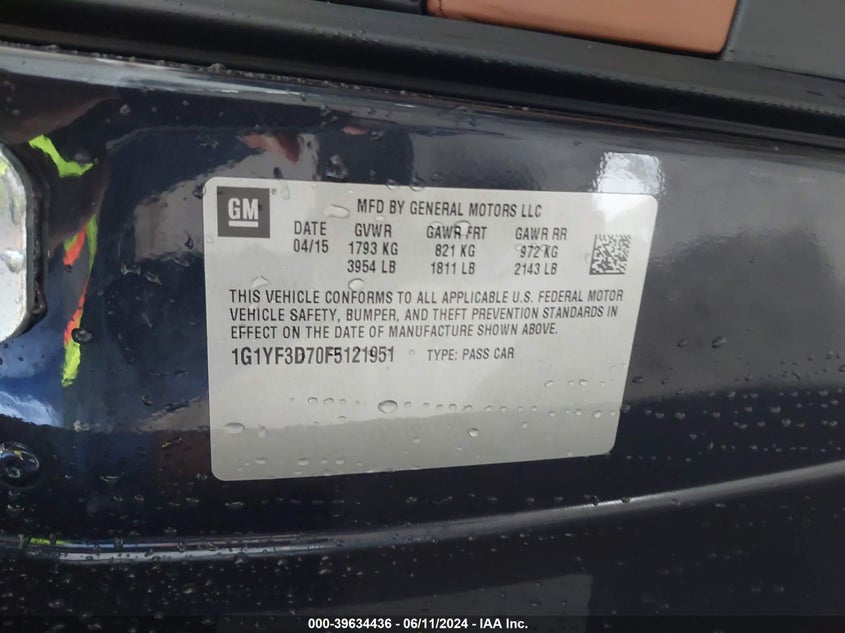 GM
MFD BY GENERAL MOTORS LLC
DATE GVWR GAWR FRT GAWR RR
04/15 1793 KG 821 KG 972 KG
3954 LB 1811 LB 2143 LB
THIS VEHICLE CONFORMS TO ALL APPLICABLE U.S. FEDERAL MOTOR
VEHICLE SAFETY, BUMPER, AND THEFT PREVENTION STANDARDS IN
EFFECT ON THE DATE OF MANUFACTURE SHOWN ABOVE.
1G1YF3D70F5121951 TYPE: PASS CAR
000-39634436 - 06/11/2024 - IAA Inc.